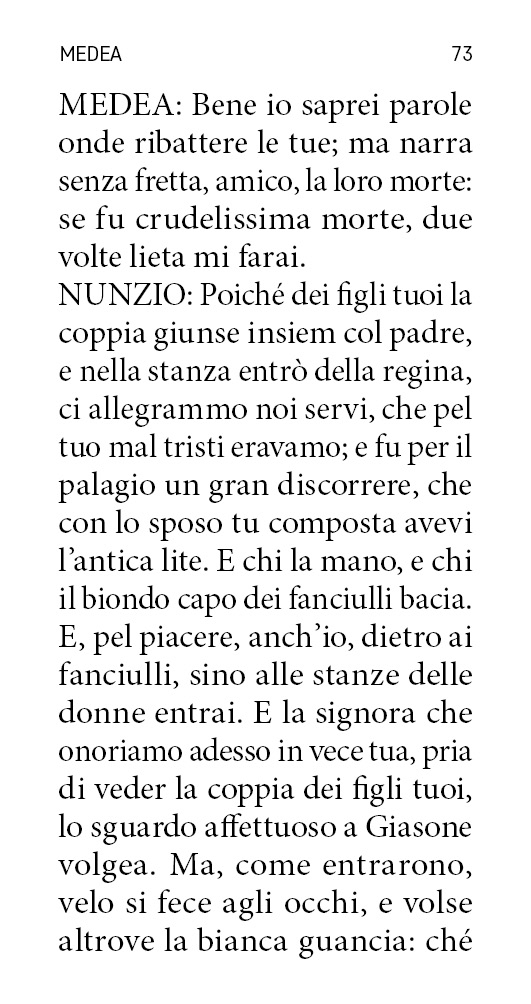 MEDEA 73
MEDEA: Bene io saprei parole
onde ribattere le tue; ma narra
senza fretta, amico, la loro morte:
se fu crudelissima morte, due
volte lieta mi farai.
NUNZIO: Poiché dei figli tuoi la
coppia giunse insiem col padre,
e nella stanza entrò della regina,
ci allegrammo noi servi, che pel
tuo mal tristi eravamo; e fu per il
palagio un gran discorrere, che
con lo sposo tu composta avevi
l’antica lite. E chi la mano, e chi
il biondo capo dei fanciulli bacia.
E, pel piacere, anch’io, dietro ai
fanciulli, sino alle stanze delle
donne entrai. E la signora che
onoriamo adesso in vece tua, pria
di veder la coppia dei figli tuoi,
lo sguardo affettuoso a Giasone
volgea. Ma, come entrarono,
velo si fece agli occhi, e volse
altrove la bianca guancia: ché